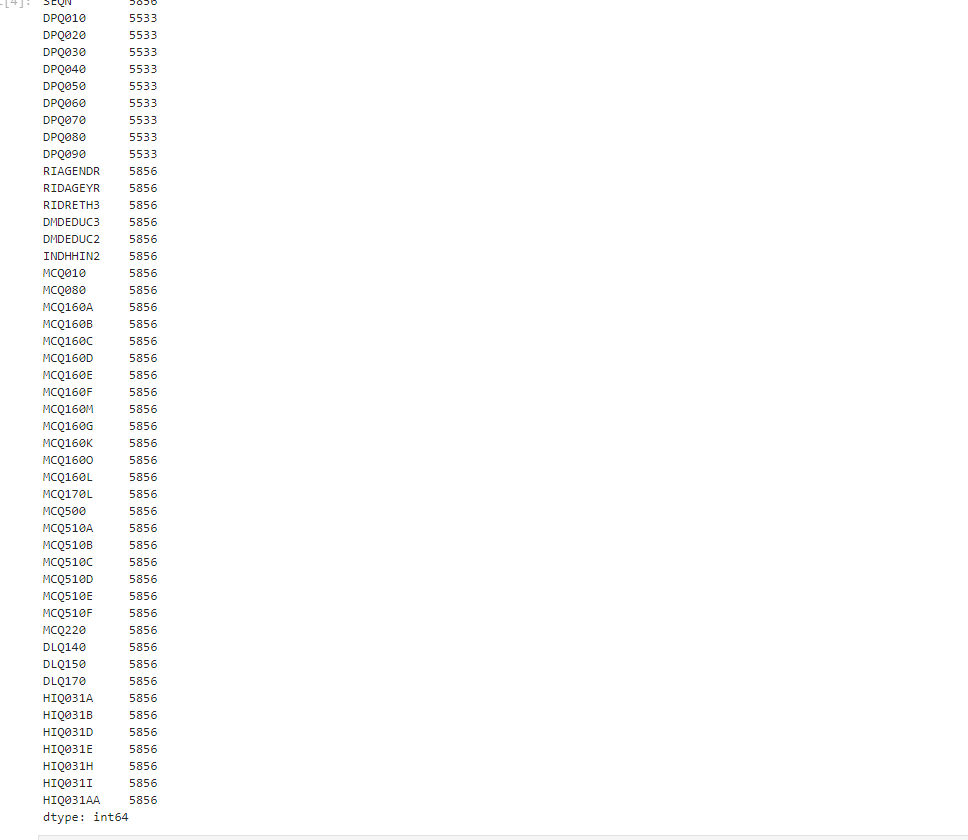 [4]: SEQN 5856
DPQ010 5533
DPQ020 5533
DPQ030 5533
DPQ040 5533
DPQ050 5533
DPQ060 5533
DPQ070 5533
DPQ080 5533
DPQ090 5533
RIAGENDR 5856
RIDAGEYR 5856
RIDRETH3 5856
DMDEDUC3 5856
DMDEDUC2 5856
INDHHIN2 5856
MCQ010 5856
MCQ080 5856
MCQ160A 5856
MCQ160B 5856
MCQ160C 5856
MCQ160D 5856
MCQ160E 5856
MCQ160F 5856
MCQ160M 5856
MCQ160G 5856
MCQ160K 5856
MCQ160O 5856
MCQ160L 5856
MCQ170L 5856
MCQ500 5856
MCQ510A 5856
MCQ510B 5856
MCQ510C 5856
MCQ510D 5856
MCQ510E 5856
MCQ510F 5856
MCQ220 5856
DLQ140 5856
DLQ150 5856
DLQ170 5856
HIQ031A 5856
HIQ031B 5856
HIQ031D 5856
HIQ031E 5856
HIQ031H 5856
HIQ031I 5856
HIQ031AA 5856
dtype: int64